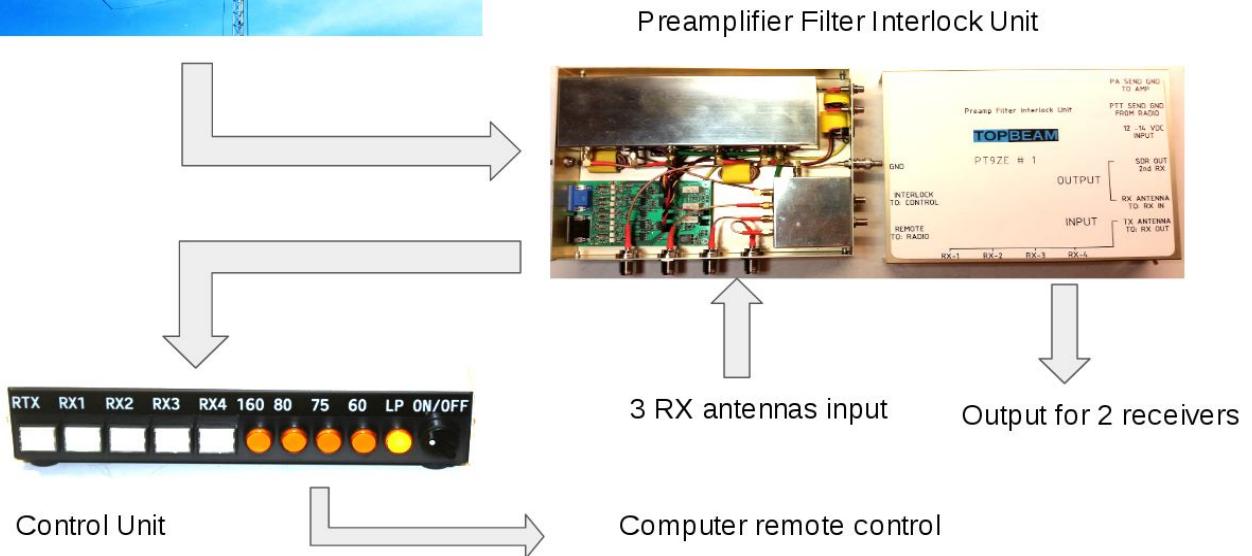 Preamplifier Filter Interlock Unit
PA SEND GND
TO AMP
Preamp Filter Interlock Unit
PTT SEND GND
FROM RADIO
TOPBEAM
12 -14 VDC
INPUT
PT9ZE # 1
GND
SDR OUT
2nd RX
OUTPUT
INTERLOCK
TO: CONTROL
RX ANTENNA
TO: RX IN
INPUT
TX ANTENNA
TO: RX OUT
REMOTE
TO: RADIO
RX-1 RX-2 RX-3 RX-4
RTX RX1 RX2 RX3 RX4 160 80 75 60 LP ON/OFF
3 RX antennas input
Output for 2 receivers
Control Unit
Computer remote control